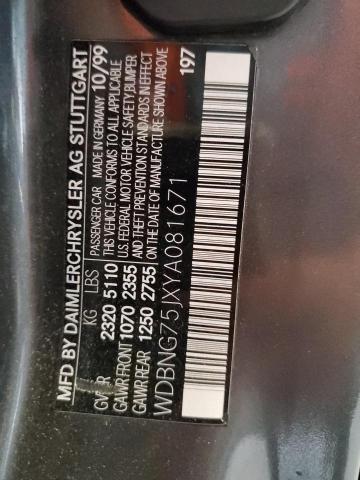 MFD BY DAIMLERCHRYSLER AG STUTTGART
PASSENGER CAR MADE IN GERMANY 10/99
KG LBS
GV R 2320 5110
GAWR FRONT 1070 2355
GAWR REAR 1250 2755
THIS VEHICLE CONFORMS TO ALL APPLICABLE
U.S. FEDERAL MOTOR VEHICLE SAFETY/BUMPER
AND THEFT PREVENTION STANDARDS IN EFFECT
ON THE DATE OF MANUFACTURE SHOWN ABOVE
197
WDBNG75JXYA081671